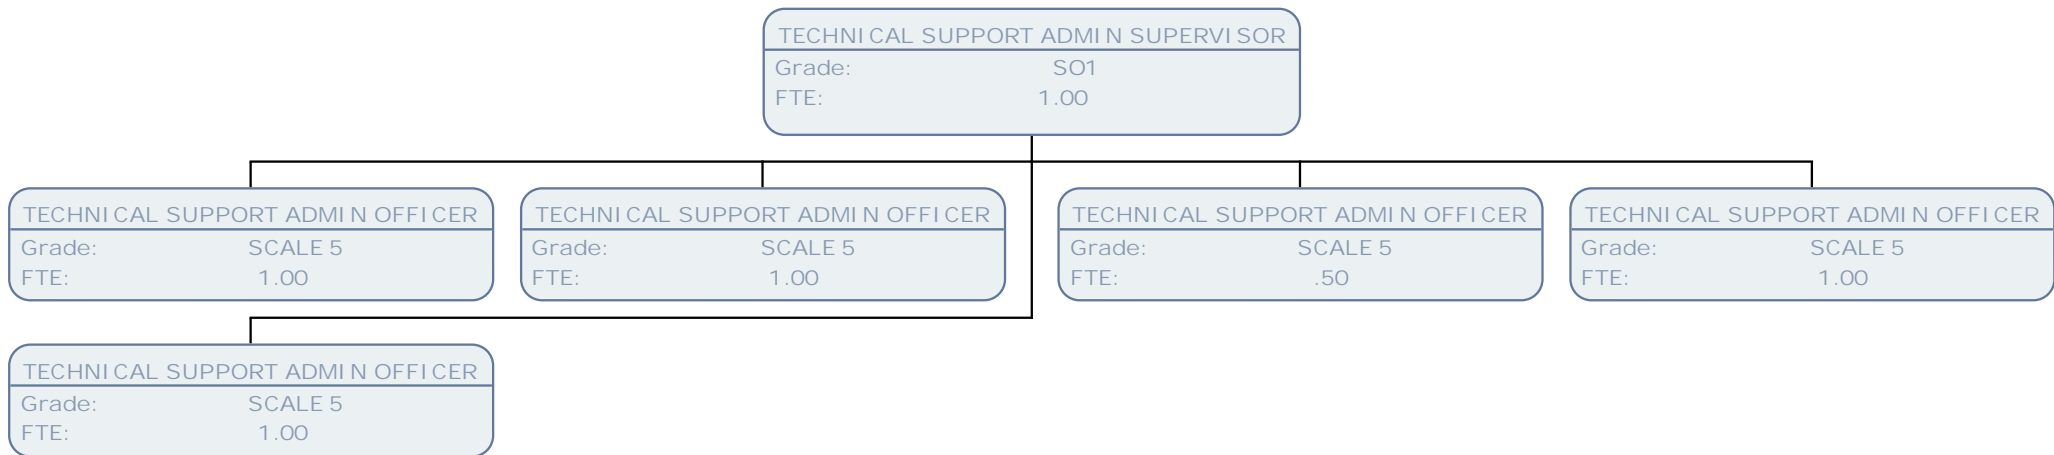 TECHNICAL SUPPORT ADMIN SUPERVISOR
Grade: SO1
FTE: 1.00
TECHNICAL SUPPORT ADMIN OFFICER
Grade: SCALE 5
FTE: 1.00
TECHNICAL SUPPORT ADMIN OFFICER
Grade: SCALE 5
FTE: 1.00
TECHNICAL SUPPORT ADMIN OFFICER
Grade: SCALE 5
FTE: .50
TECHNICAL SUPPORT ADMIN OFFICER
Grade: SCALE 5
FTE: 1.00
TECHNICAL SUPPORT ADMIN OFFICER
Grade: SCALE 5
FTE: 1.00